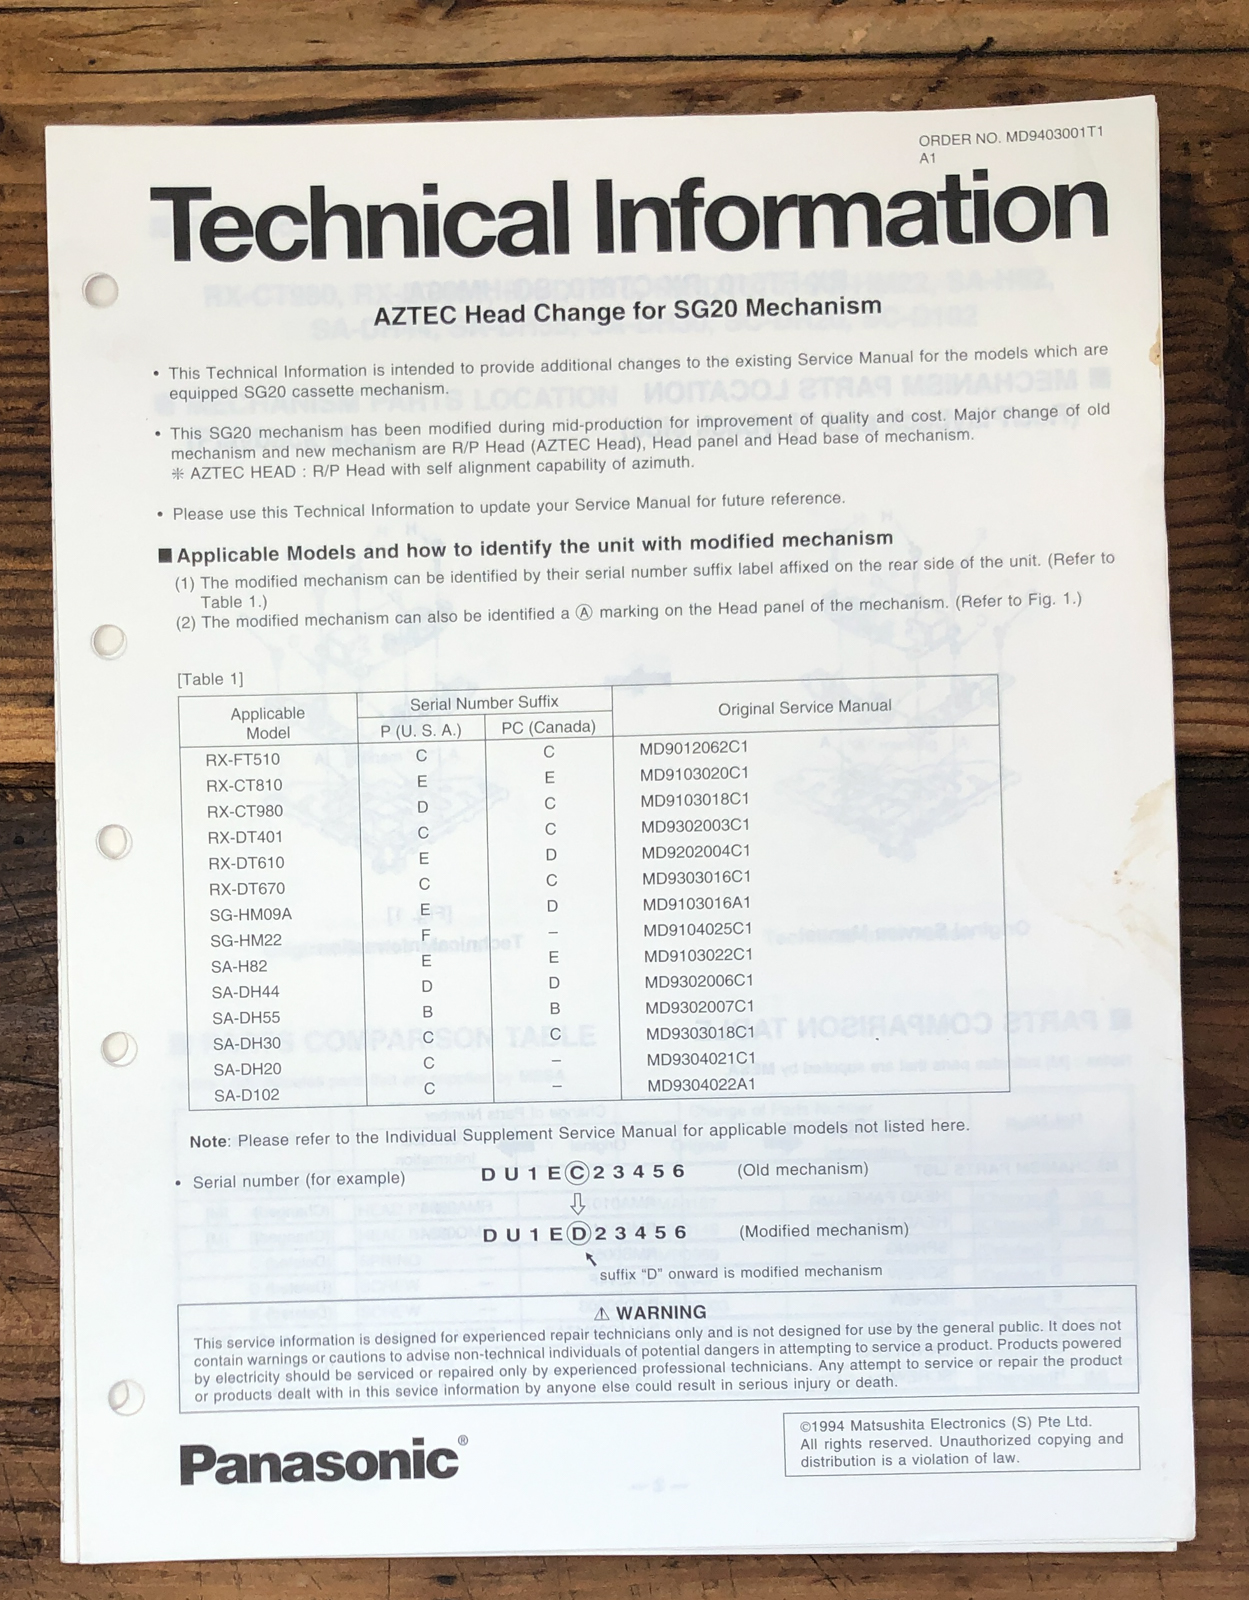 ORDER NO. MD9403001T1
A1
Technical Information
AZTEC Head Change for SG20 Mechanism
• This Technical Information is intended to provide additional changes to the existing Service Manual for the models which are
equipped SG20 cassette mechanism.
• This SG20 mechanism has been modified during mid-production for improvement of quality and cost. Major change of old
mechanism and new mechanism are R/P Head (AZTEC Head), Head panel and Head base of mechanism.
✻ AZTEC HEAD : R/P Head with self alignment capability of azimuth.
• Please use this Technical Information to update your Service Manual for future reference.
■ Applicable Models and how to identify the unit with modified mechanism
(1) The modified mechanism can be identified by their serial number suffix label affixed on the rear side of the unit. (Refer to
Table 1.)
(2) The modified mechanism can also be identified a Ⓐ marking on the Head panel of the mechanism. (Refer to Fig. 1.)
[Table 1]
Applicable Model Serial Number Suffix Original Service Manual
P (U. S. A.) PC (Canada)
RX-FT510 C C MD9012062C1
RX-CT810 E E MD9103020C1
RX-CT980 D C MD9103018C1
RX-DT401 C C MD9302003C1
RX-DT610 E D MD9202004C1
RX-DT670 C C MD9303016C1
SG-HM09A E D MD9103016A1
SG-HM22 F – MD9104025C1
SA-H82 E E MD9103022C1
SA-DH44 D D MD9302006C1
SA-DH55 B B MD9302007C1
SA-DH30 C C MD9303018C1
SA-DH20 C – MD9304021C1
SA-D102 C – MD9304022A1
Note: Please refer to the Individual Supplement Service Manual for applicable models not listed here.
• Serial number (for example) D U 1 E Ⓒ 2 3 4 5 6 (Old mechanism)
D U 1 E Ⓓ 2 3 4 5 6 (Modified mechanism)
suffix "D" onward is modified mechanism
⚠ WARNING
This service information is designed for experienced repair technicians only and is not designed for use by the general public. It does not
contain warnings or cautions to advise non-technical individuals of potential dangers in attempting to service a product. Products powered
by electricity should be serviced or repaired only by experienced professional technicians. Any attempt to service or repair the product
or products dealt with in this sevice information by anyone else could result in serious injury or death.
Panasonic®
©1994 Matsushita Electronics (S) Pte Ltd.
All rights reserved. Unauthorized copying and
distribution is a violation of law.